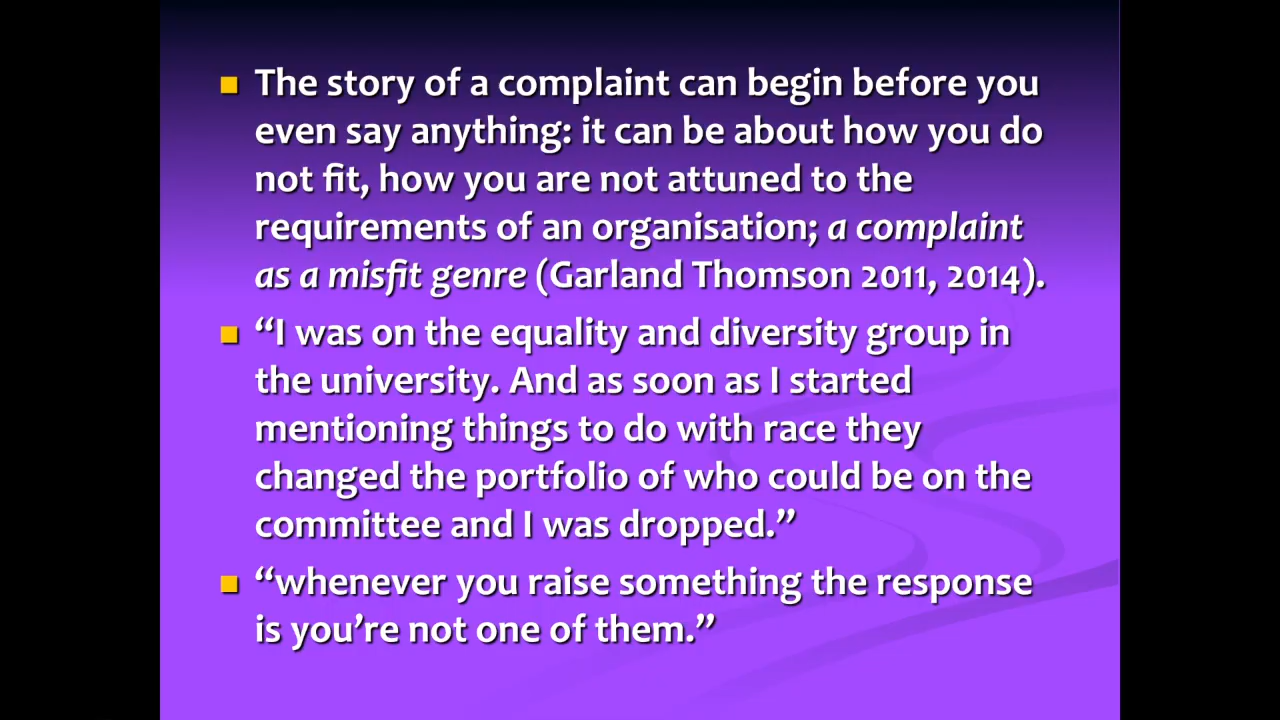 The story of a complaint can begin before you
even say anything: it can be about how you do
not fit, how you are not attuned to the
requirements of an organisation; a complaint
as a misfit genre (Garland Thomson 2011, 2014).
“I was on the equality and diversity group in
the university. And as soon as I started
mentioning things to do with race they
changed the portfolio of who could be on the
committee and I was dropped.”
“whenever you raise something the response
is you’re not one of them.”